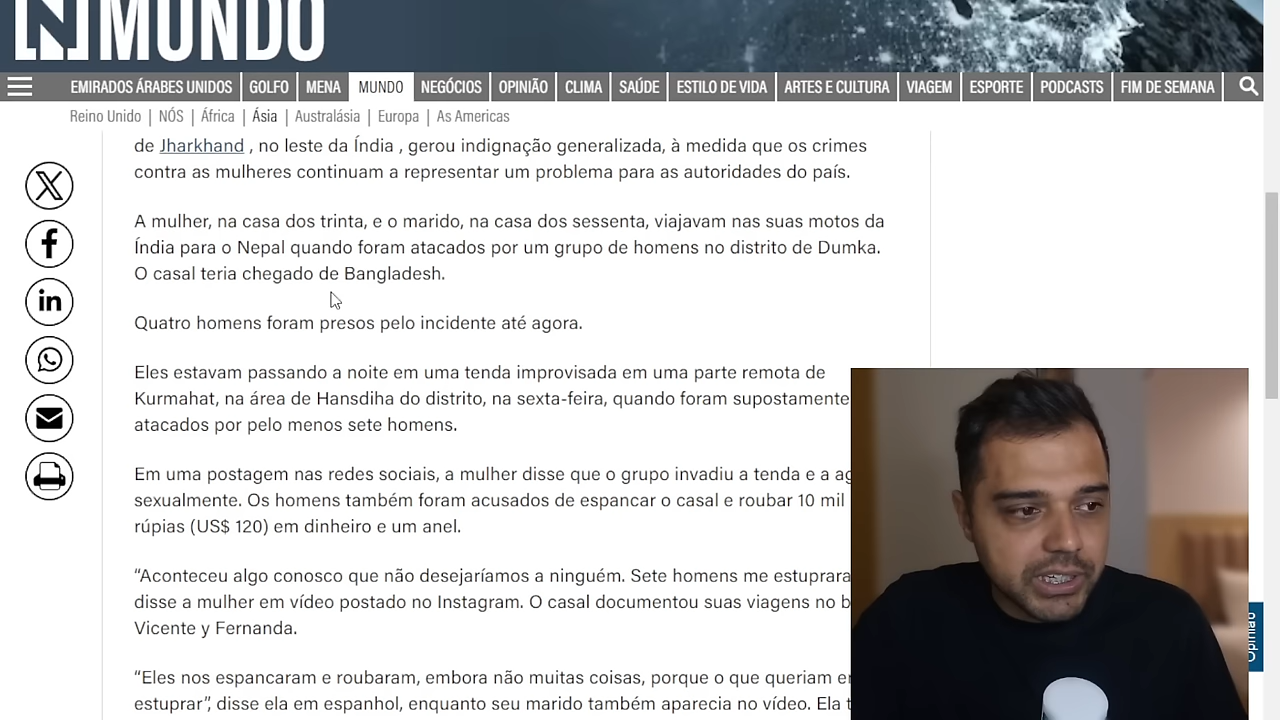 N MUNDO
EMIRADOS ÁRABES UNIDOS GOLFO MENA MUNDO NEGÓCIOS OPINIÃO CLIMA SAÚDE ESTILO DE VIDA ARTES E CULTURA VIAGEM ESPORTE PODCASTS FIM DE SEMANA
Reino Unido | NÓS | África | Ásia | Australásia | Europa | As Americas
de Jharkhand , no leste da Índia , gerou indignação generalizada, à medida que os crimes
contra as mulheres continuam a representar um problema para as autoridades do país.
A mulher, na casa dos trinta, e o marido, na casa dos sessenta, viajavam nas suas motos da
Índia para o Nepal quando foram atacados por um grupo de homens no distrito de Dumka.
O casal teria chegado de Bangladesh.
Quatro homens foram presos pelo incidente até agora.
Eles estavam passando a noite em uma tenda improvisada em uma parte remota de
Kurmahat, na área de Hansdiha do distrito, na sexta-feira, quando foram supostamente
atacados por pelo menos sete homens.
Em uma postagem nas redes sociais, a mulher disse que o grupo invadiu a tenda e a
sexualmente. Os homens também foram acusados de espancar o casal e roubar 10 mil
rúpias (US$ 120) em dinheiro e um anel.
“Aconteceu algo conosco que não desejaríamos a ninguém. Sete homens me
disse a mulher em vídeo postado no Instagram. O casal documentou suas viagens no
Vicente y Fernanda.
“Eles nos espancaram e roubaram, embora não muitas coisas, porque o que queriam
estuprar”, disse ela em espanhol, enquanto seu marido também aparecia no vídeo. Ela
Opinião